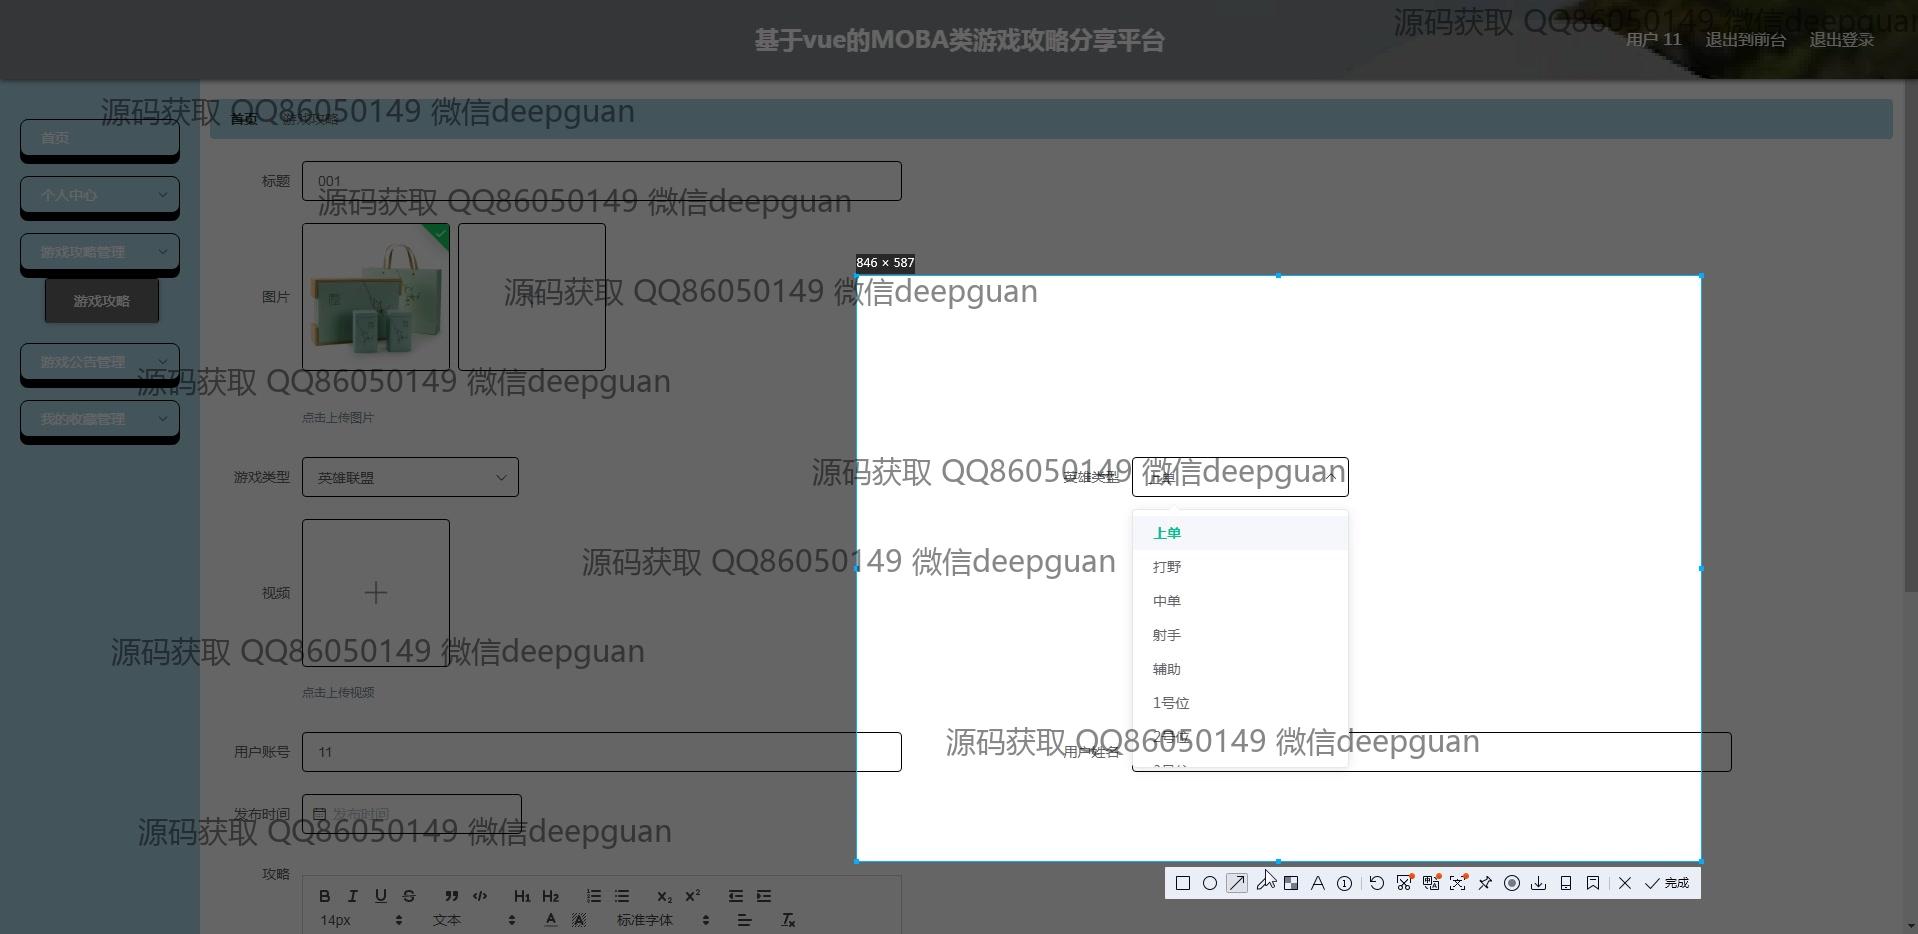 基于vue的MOBA类游戏攻略分享平台
源码获取 QQ86050149 微信deepguan
用户 11 退出到前台 退出登录
源码获取 QQ86050149 微信deepguan
首页 游戏攻略
首页
标题 001
个人中心
源码获取 QQ86050149 微信deepguan
游戏攻略管理
846 × 587
源码获取 QQ86050149 微信deepguan
图片
游戏攻略
游戏公告管理
源码获取 QQ86050149 微信deepguan
点击上传图片
我的收藏管理
源码获取 QQ86050149 微信deepguan
游戏类型 英雄联盟
英雄类型 上单
上单
源码获取 QQ86050149 微信deepguan
打野
视频
中单
射手
源码获取 QQ86050149 微信deepguan
辅助
点击上传视频
1号位
2号位
源码获取 QQ86050149 微信deepguan
用户账号 11
用户姓名
发布时间 发布时间
源码获取 QQ86050149 微信deepguan
攻略
B I U S H1 H2 x₂ x²
14px 文本 A A 标准字体
完成